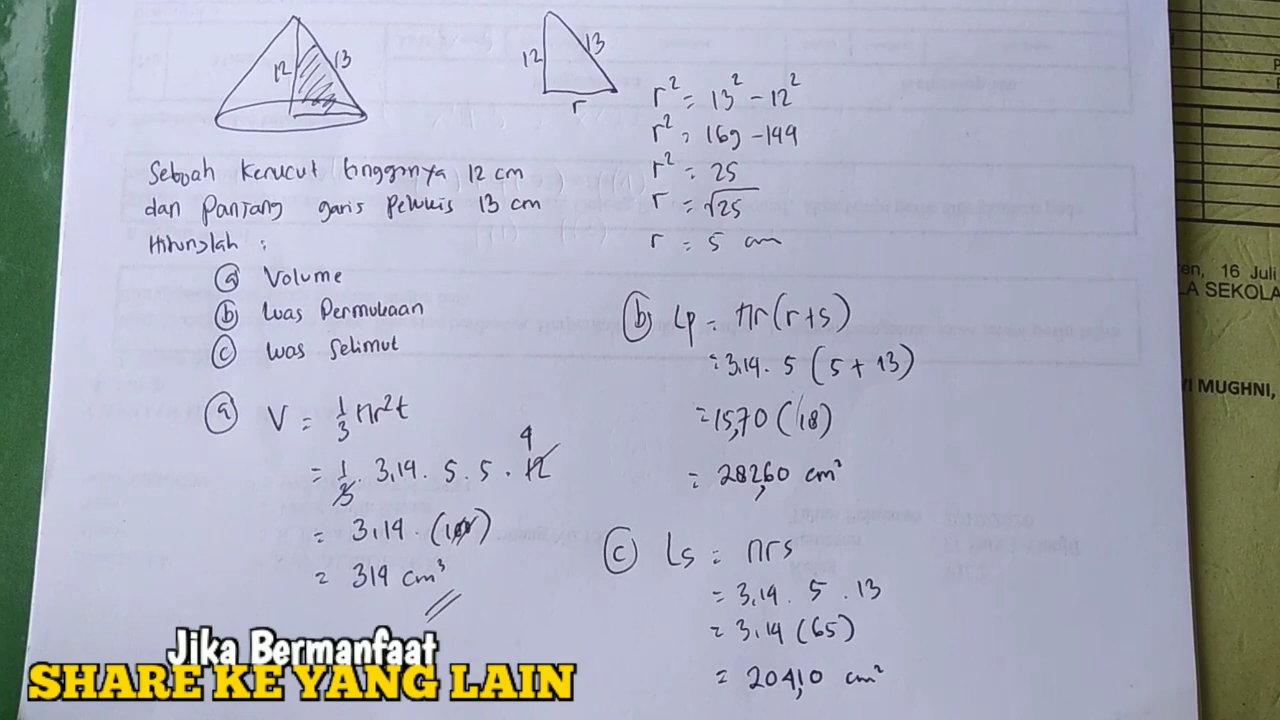 12 13
12 13
r
r² = 13² - 12²
r² = 169 - 144
r² = 25
r = √25
r = 5 cm
Sebuah kerucut tingginya 12 cm
dan Panjang garis Pelukis 13 cm
Hitunglah :
(a) Volume
(b) Luas Permukaan
(c) Luas Selimut
(a) V = 1/3 πr²t
= 1/3 . 3,14 . 5 . 5 . 12 4
= 3,14 . (100)
= 314 cm³
(b) Lp = πr(r+s)
= 3,14 . 5 (5 + 13)
= 15,70 (18)
= 282,60 cm²
(c) Ls = πrs
= 3,14 . 5 . 13
= 3,14 (65)
= 204,10 cm²
16 Juli
SEKOLA
MUGHNI,
Jika Bermanfaat
SHARE KE YANG LAIN